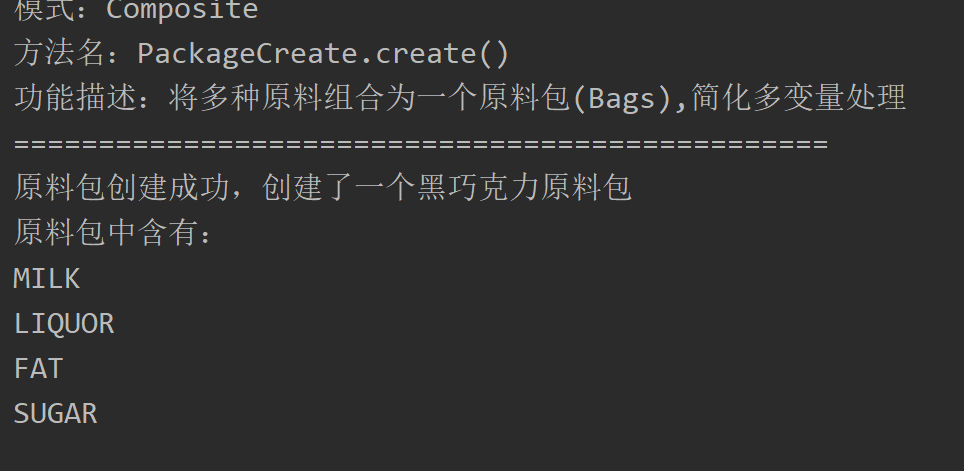 模式：Composite
方法名：PackageCreate.create()
功能描述：将多种原料组合为一个原料包(Bags),简化多变量处理
================================================
原料包创建成功，创建了一个黑巧克力原料包
原料包中含有：
MILK
LIQUOR
FAT
SUGAR